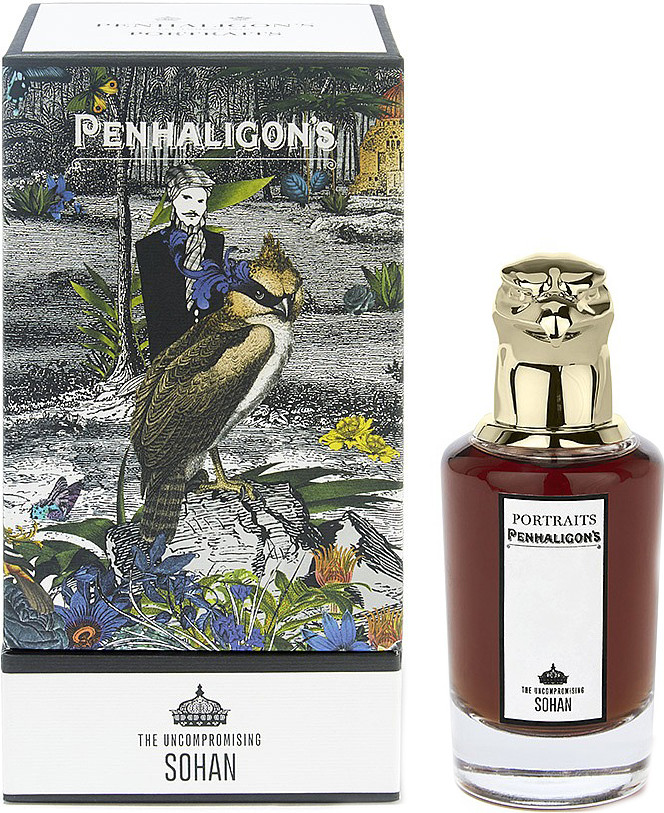 PENHALIGON'S
PORTRAITS
PENHALIGON'S
THE UNCOMPROMISING
SOHAN
PORTRAITS
PENHALIGON'S
THE UNCOMPROMISING
SOHAN